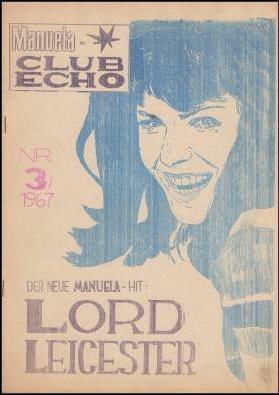 Manuela -
CLUB
ECHO
NR.
3/
1967
DER NEUE MANUELA - HIT:
LORD
LEICESTER